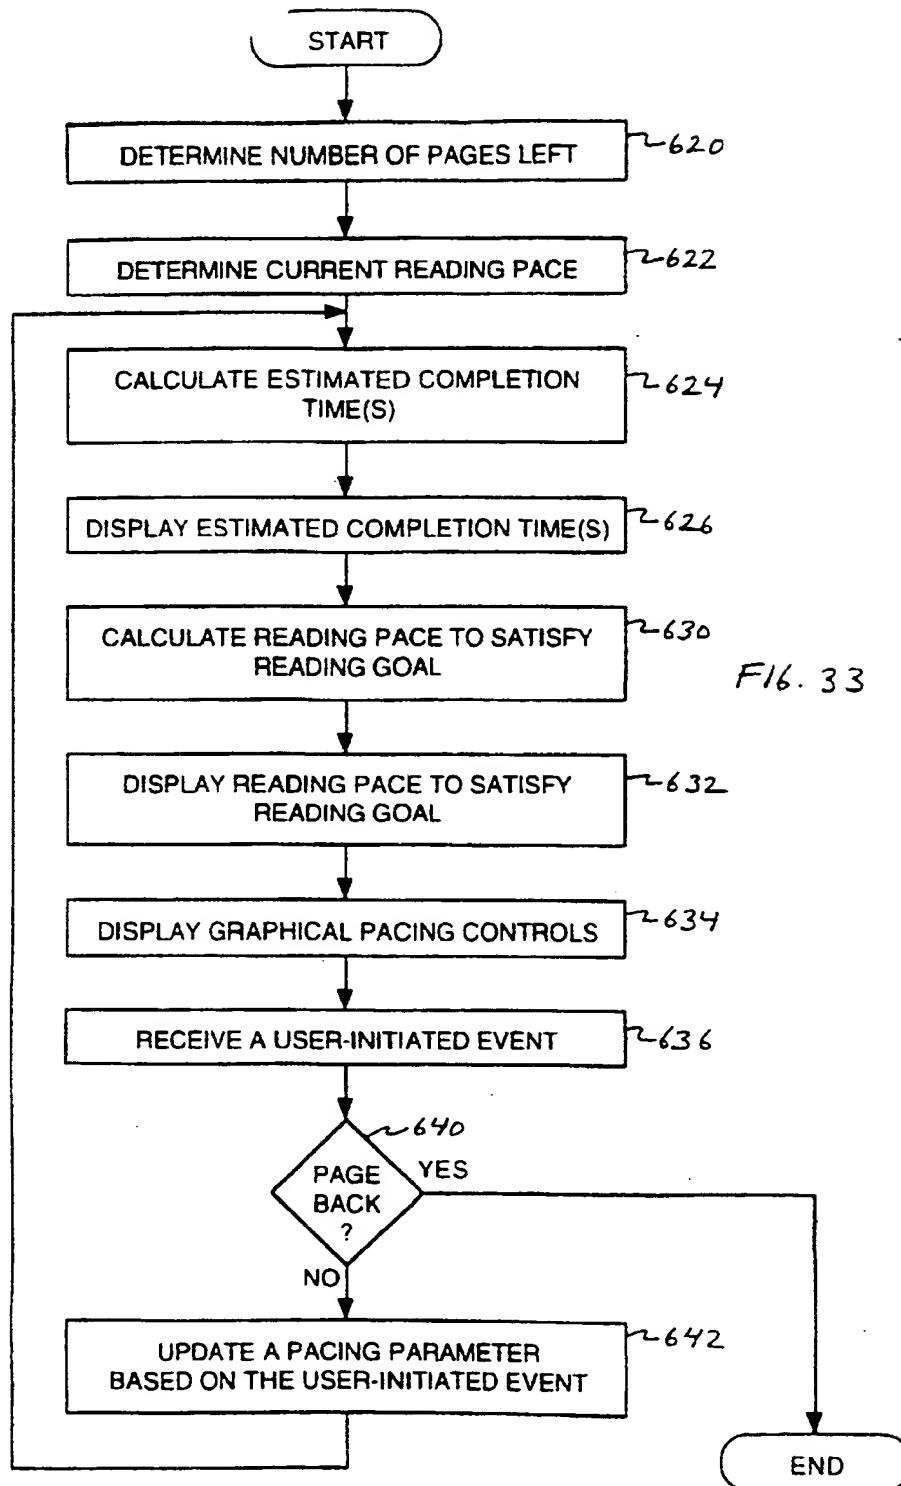 START
DETERMINE NUMBER OF PAGES LEFT
620
DETERMINE CURRENT READING PACE
622
CALCULATE ESTIMATED COMPLETION
TIME(S)
624
DISPLAY ESTIMATED COMPLETION TIME(S)
626
CALCULATE READING PACE TO SATISFY
READING GOAL
630
FIG. 33
DISPLAY READING PACE TO SATISFY
READING GOAL
632
DISPLAY GRAPHICAL PACING CONTROLS
634
RECEIVE A USER-INITIATED EVENT
636
640
PAGE
BACK
?
YES
NO
UPDATE A PACING PARAMETER
BASED ON THE USER-INITIATED EVENT
642
END